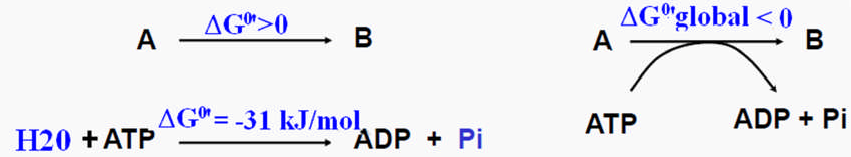 A ΔG⁰'>0 B
H20 + ATP ΔG⁰'= -31 kJ/mol ADP + Pi
A ΔG⁰'global < 0 B
ATP ADP + Pi